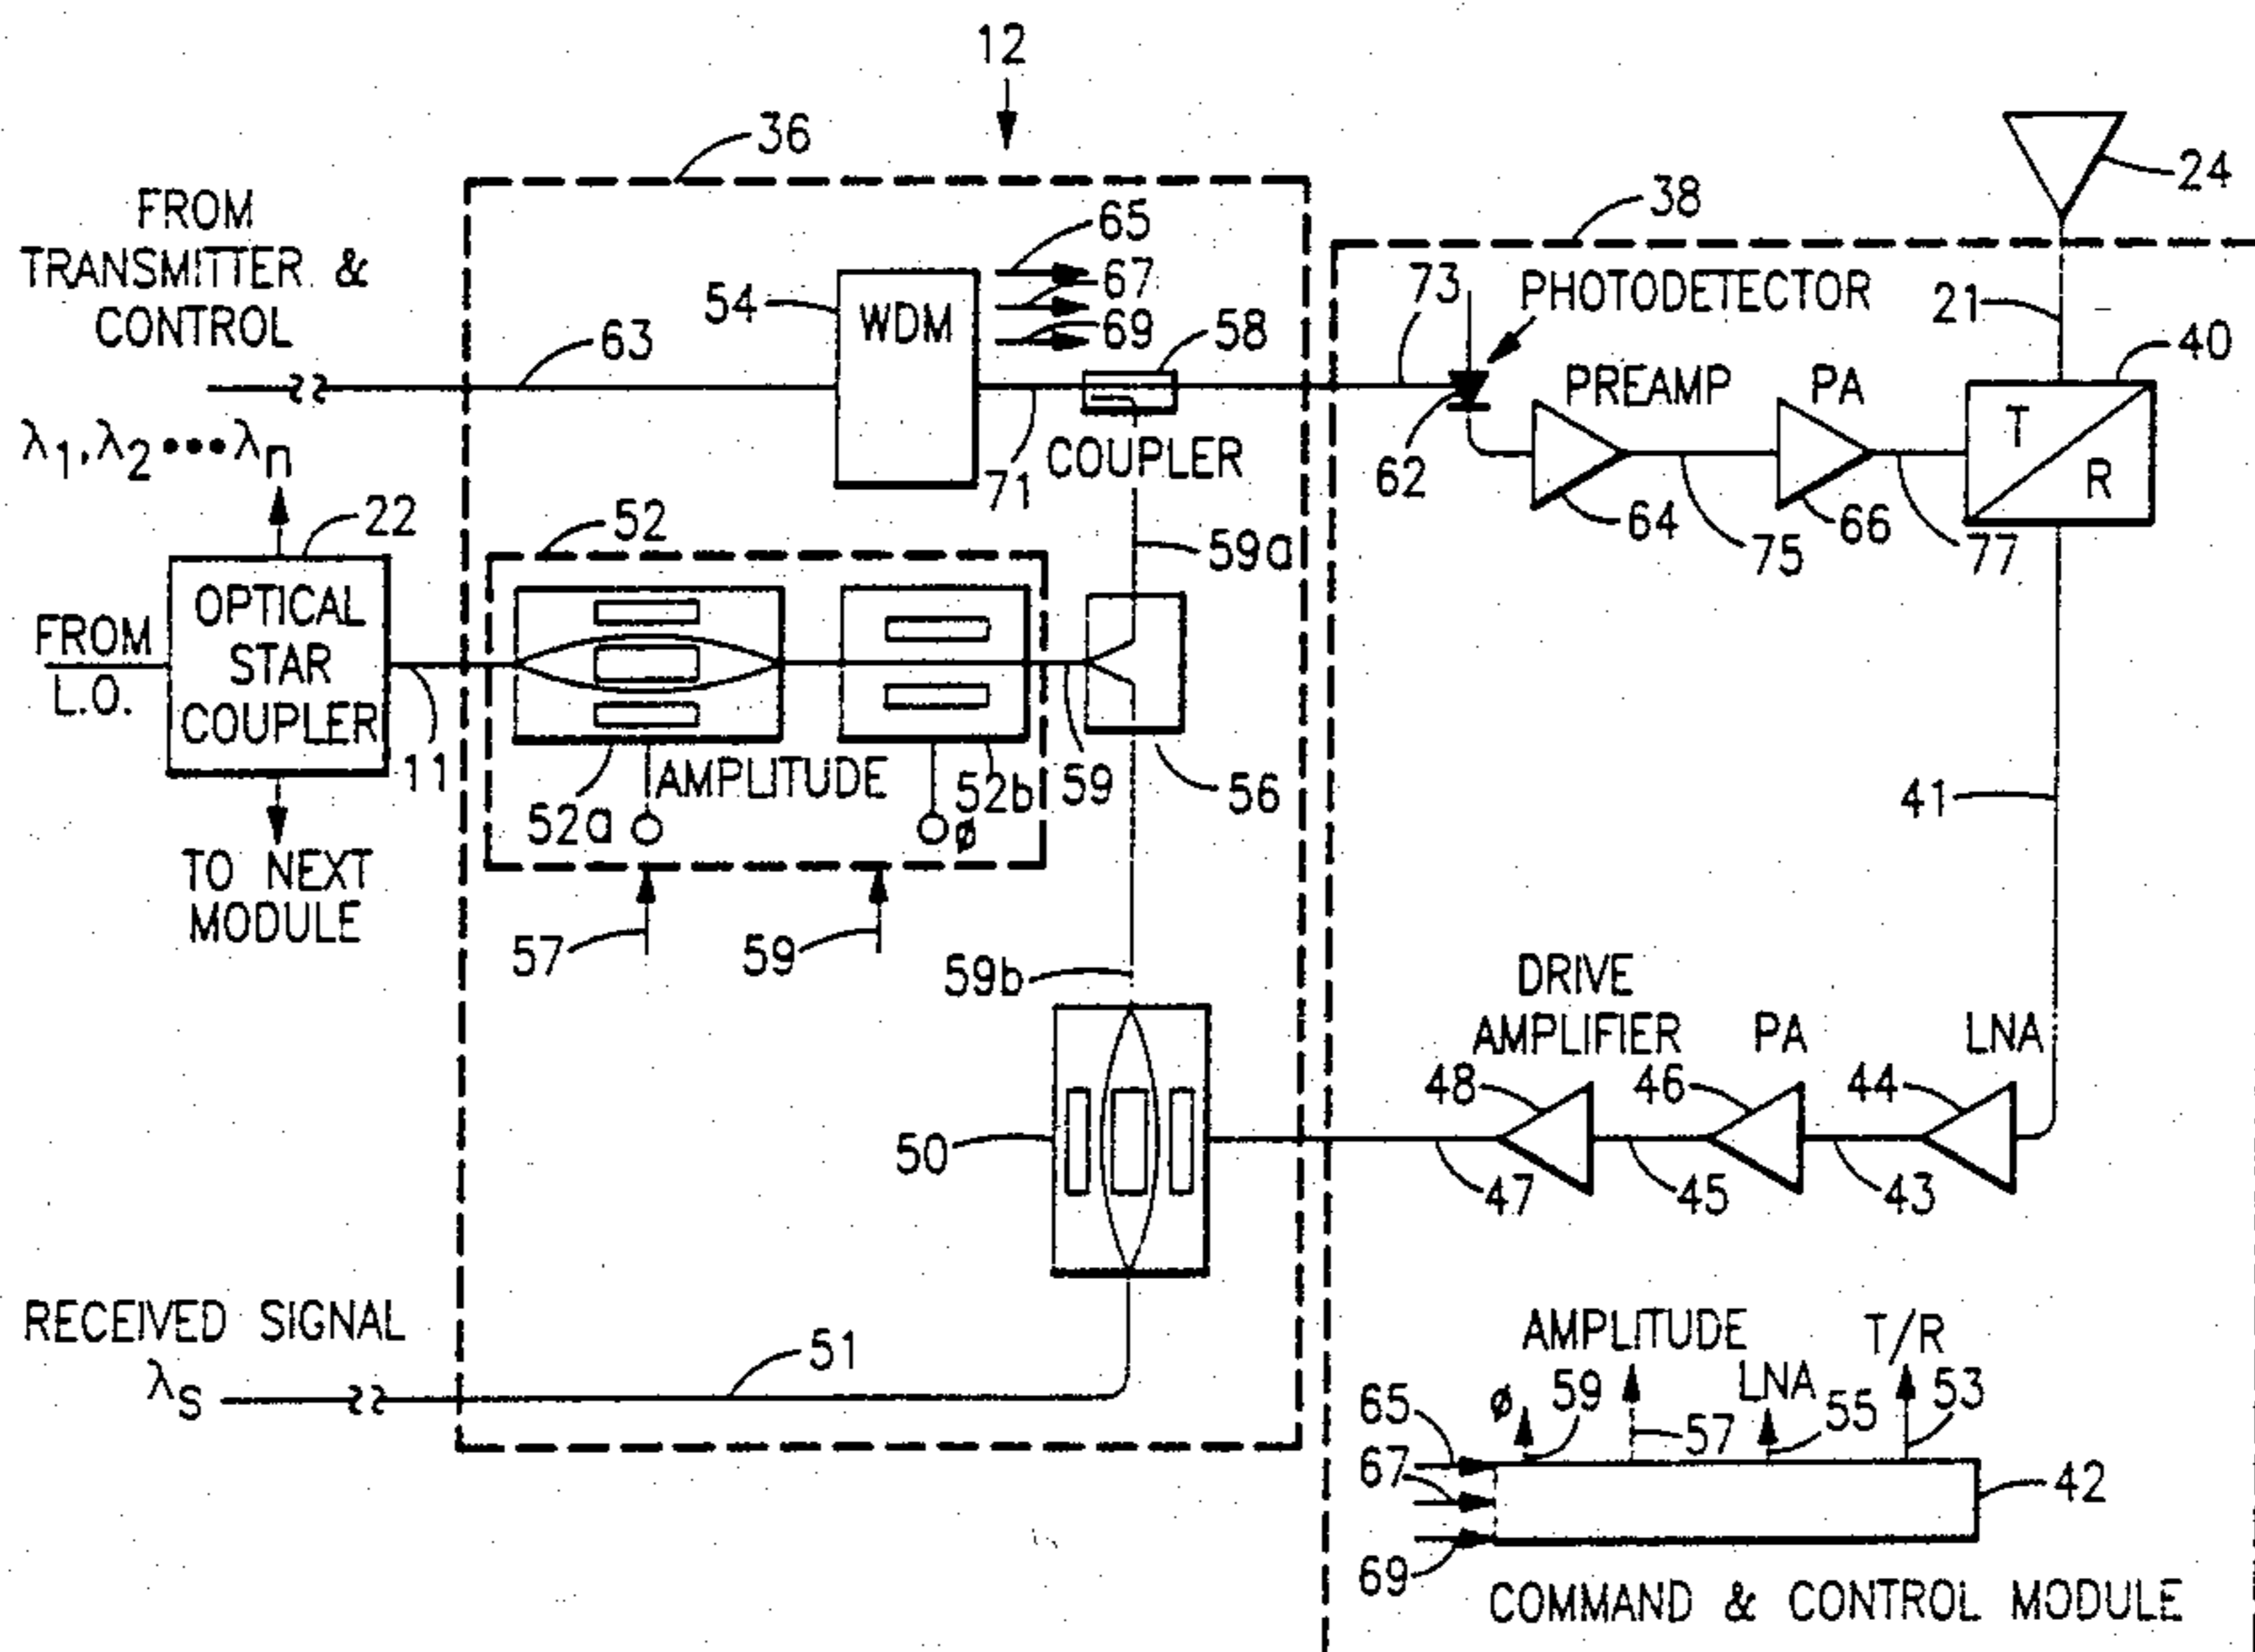 12
36
24
FROM
TRANSMITTER &
CONTROL
65
38
54
WDM
67
69
58
73
PHOTODETECTOR
21
40
63
PREAMP
PA
T
R
λ1, λ2 ••• λn
71
COUPLER
62
64
75
66
77
22
52
59a
OPTICAL
STAR
COUPLER
FROM
L.O.
11
52a
AMPLITUDE
52b
ø
59
56
41
TO NEXT
MODULE
57
59
59b
DRIVE
AMPLIFIER
PA
LNA
48
46
44
50
47
45
43
RECEIVED SIGNAL
λS
51
AMPLITUDE
T/R
ø
59
LNA
53
65
57
55
67
42
69
COMMAND & CONTROL MODULE